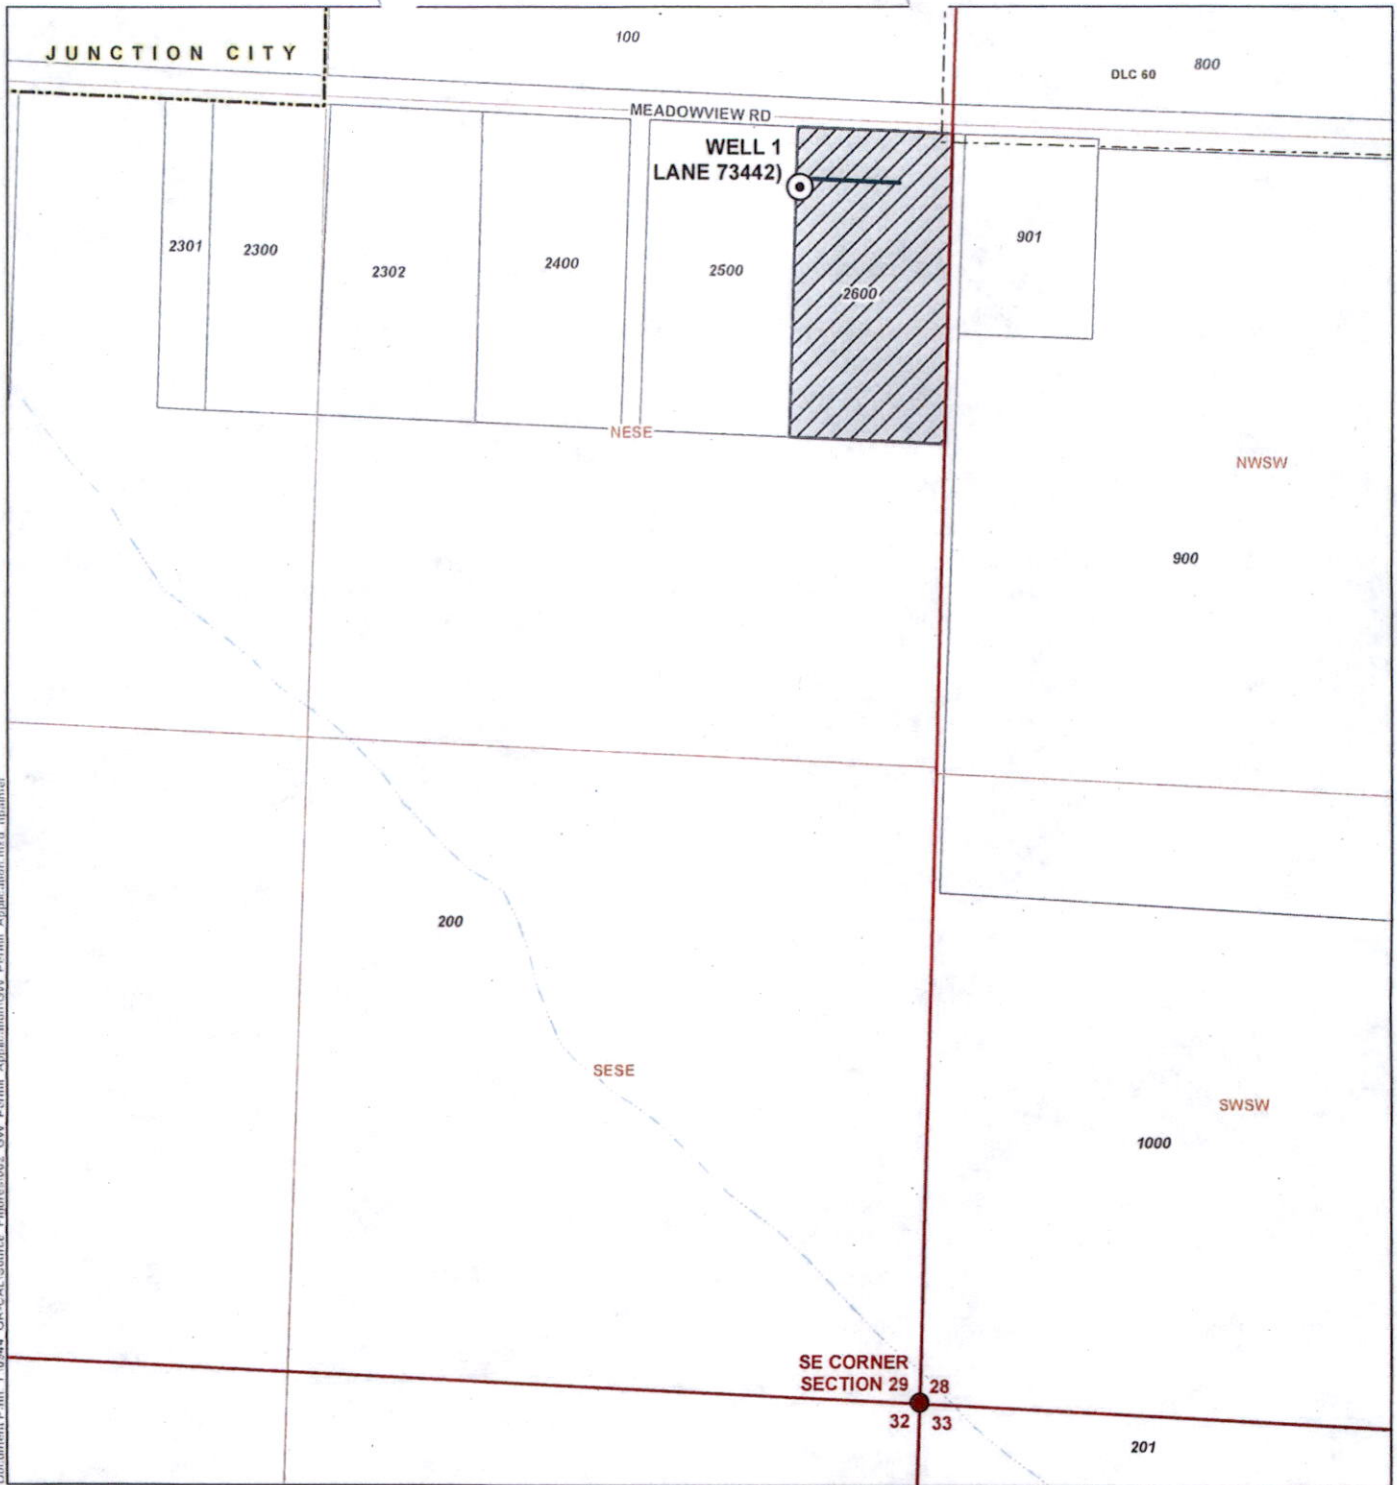 100
JUNCTION CITY
800
DLC 60
MEADOWVIEW RD
WELL 1
LANE 73442)
2301
2300
2302
2400
2500
2600
901
NESE
NWSW
900
200
SESE
SWSW
1000
SE CORNER
SECTION 29
28
32
33
201